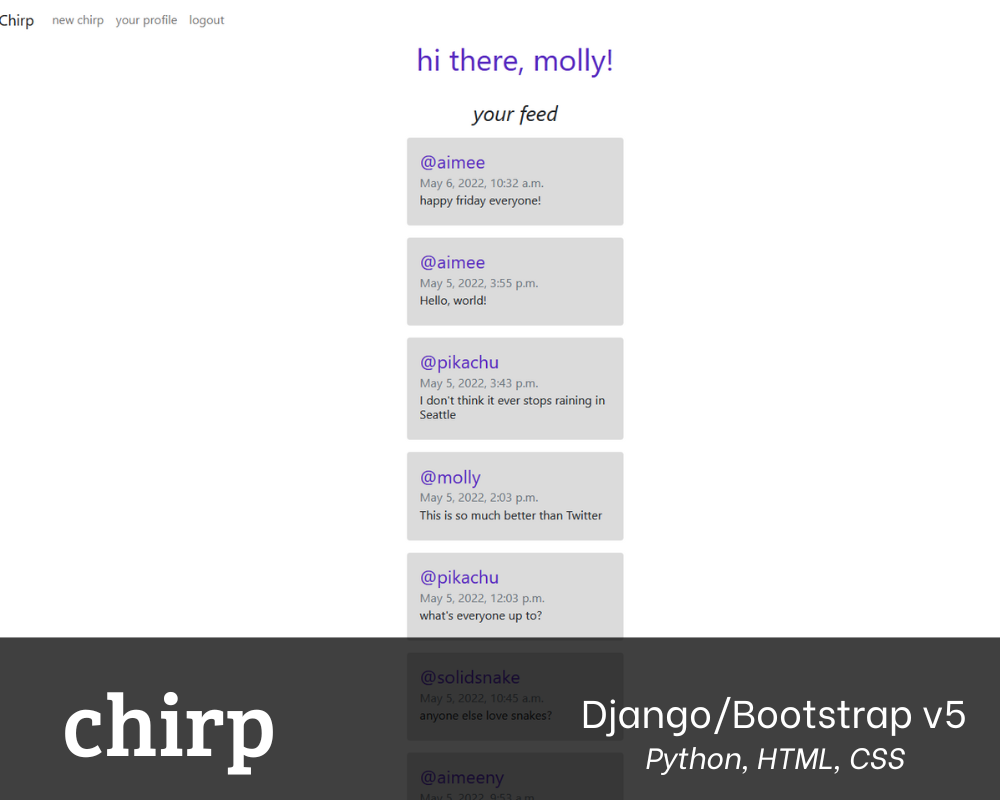 Chirp new chirp your profile logout
hi there, molly!
your feed
@aimee
May 6, 2022, 10:32 a.m.
happy friday everyone!
@aimee
May 5, 2022, 3:55 p.m.
Hello, world!
@pikachu
May 5, 2022, 3:43 p.m.
I don't think it ever stops raining in
Seattle
@molly
May 5, 2022, 2:03 p.m.
This is so much better than Twitter
@pikachu
May 5, 2022, 12:03 p.m.
what's everyone up to?
@solidsnake
May 5, 2022, 10:45 a.m.
anyone else love snakes?
@aimeeny
May 5, 2022, 9:53 a.m.
chirp
Django/Bootstrap v5
Python, HTML, CSS